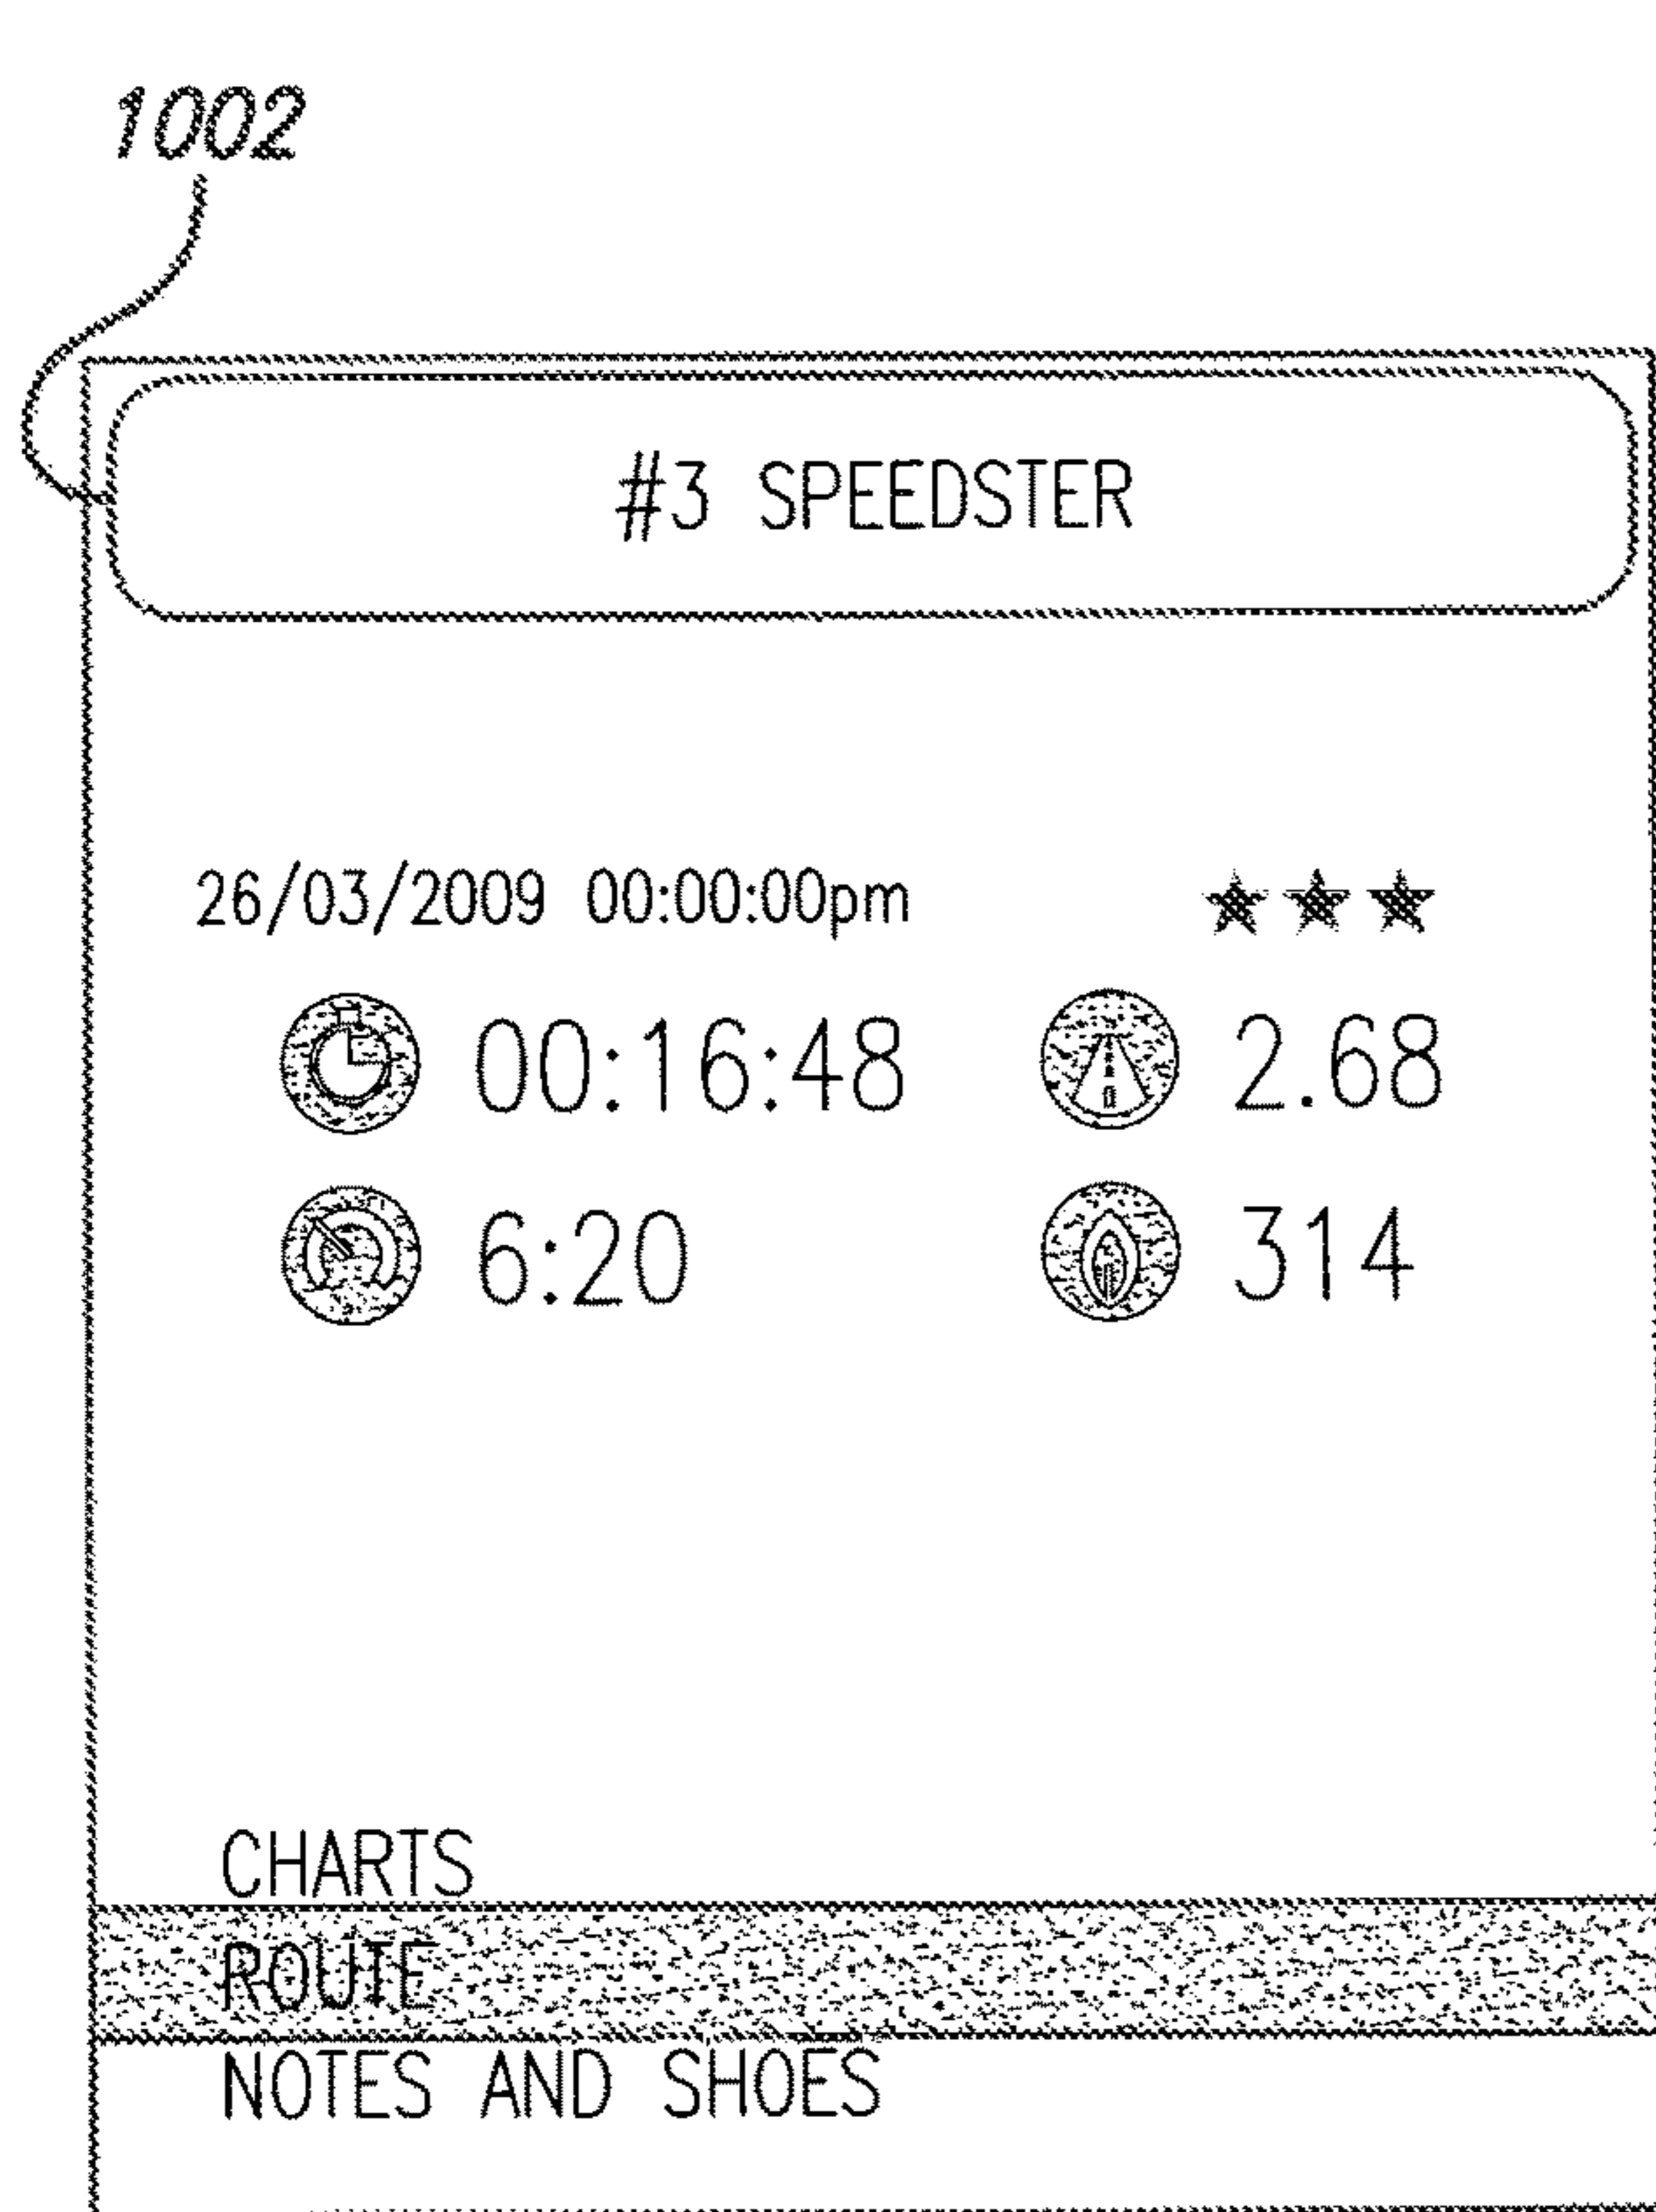 1002
#3 SPEEDSTER
26/03/2009 00:00:00pm
00:16:48 2.68
6:20 314
CHARTS
ROUTE
NOTES AND SHOES